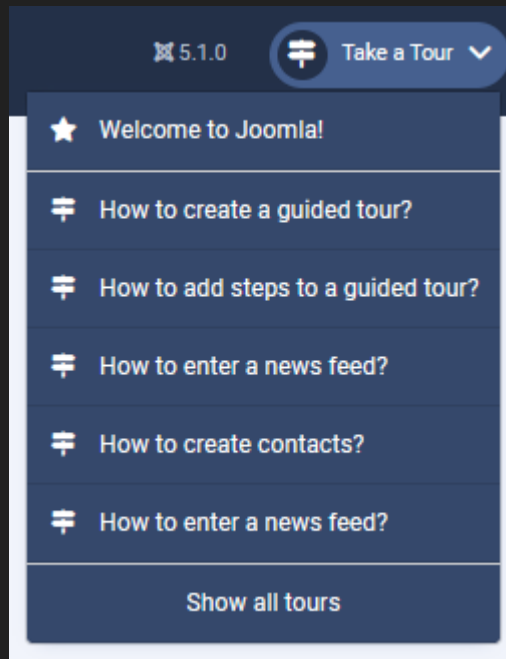 5.1.0
Take a Tour
Welcome to Joomla!
How to create a guided tour?
How to add steps to a guided tour?
How to enter a news feed?
How to create contacts?
How to enter a news feed?
Show all tours